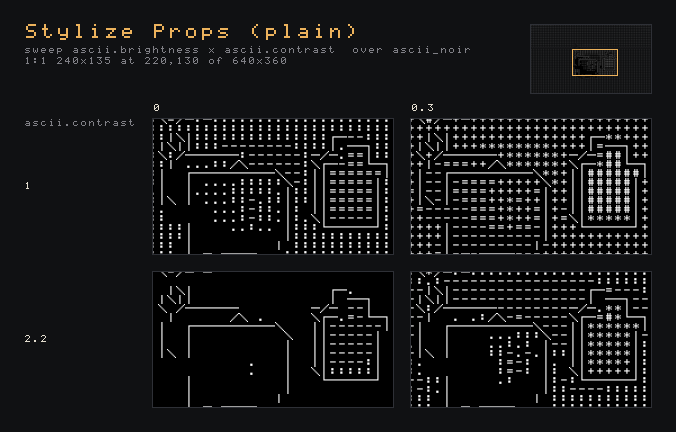 Stylize Props (plain)
sweep ascii.brightness x ascii.contrast  over ascii_noir
1:1 240x135 at 220,130 of 640x360
0
0.3
ascii.contrast
1
2.2